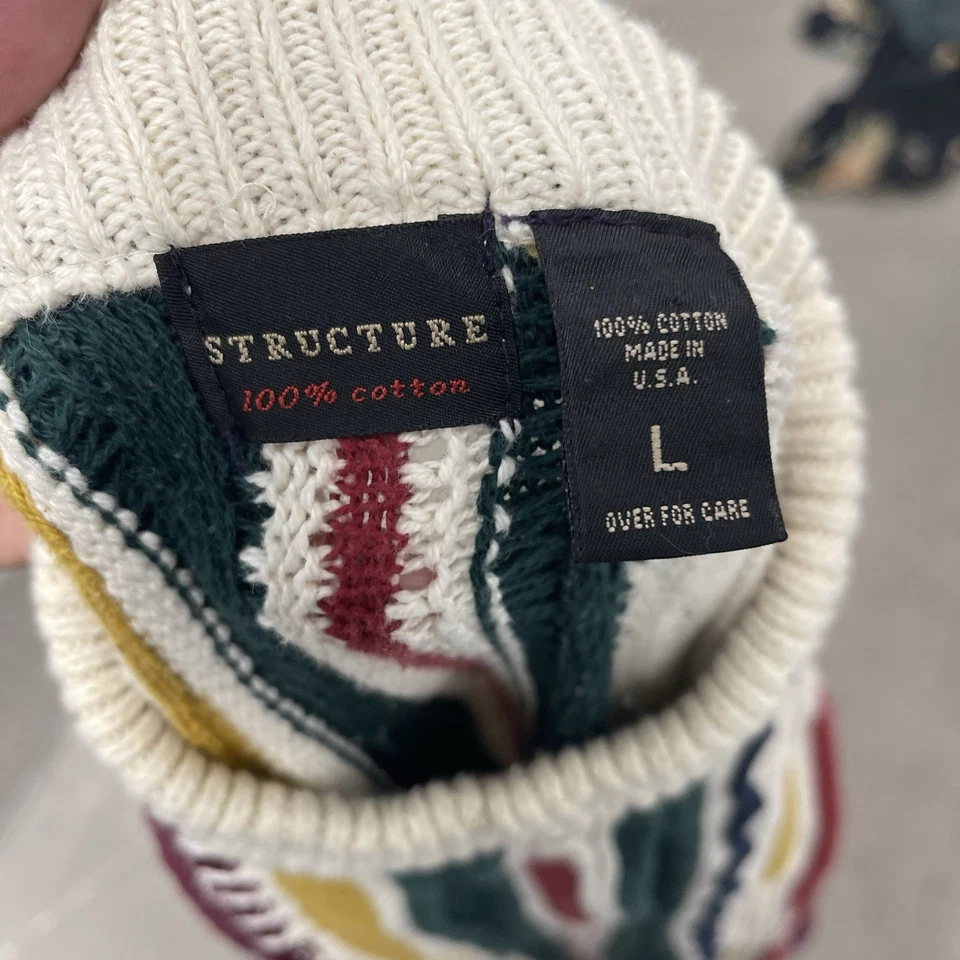 STRUCTURE
100% cotton
100% COTTON
MADE IN
U.S.A.
L
OVER FOR CARE